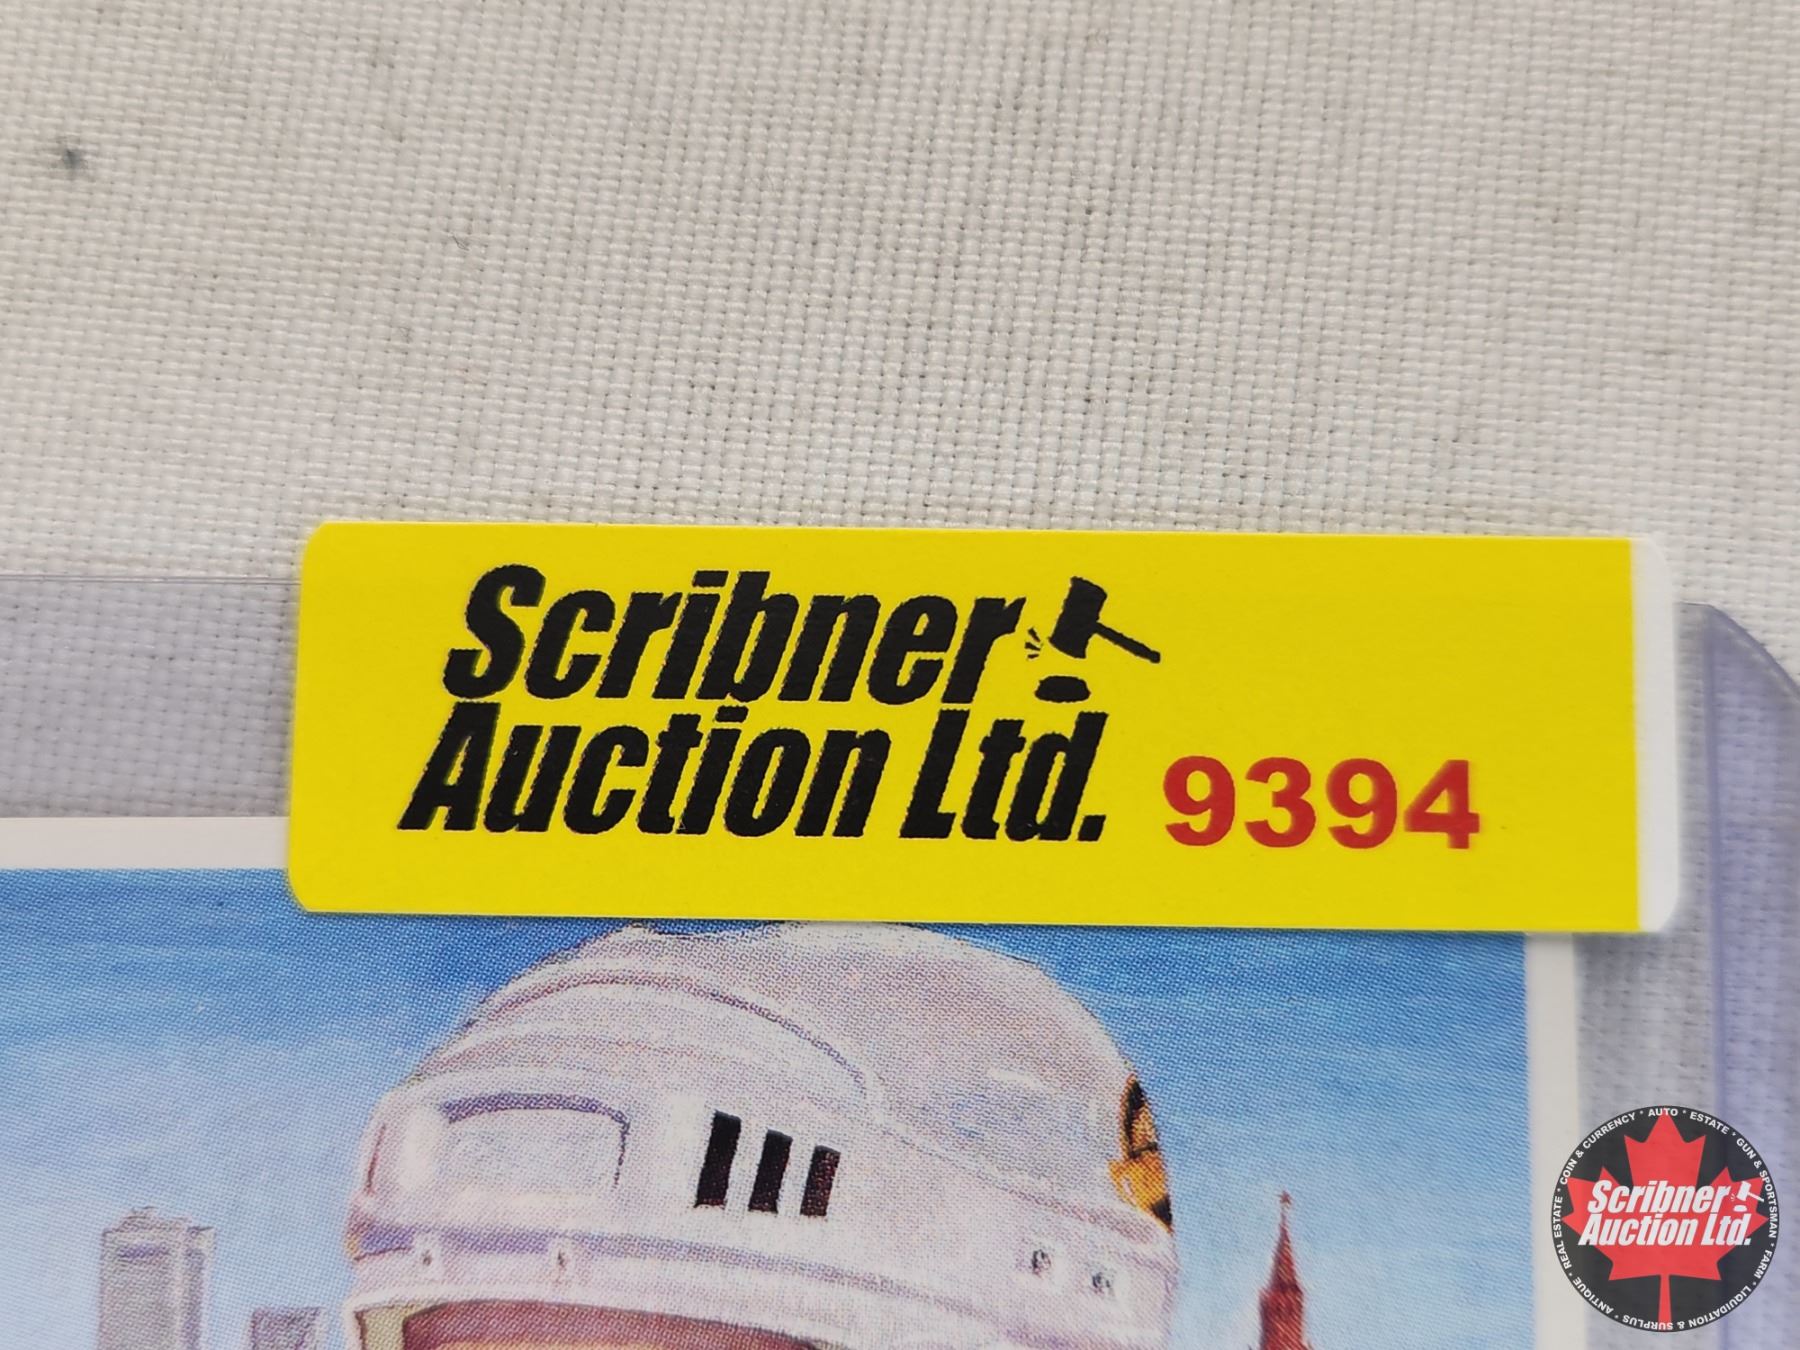 Scribner
Auction Ltd. 9394
COIN & CURRENCY * AUTO * ESTATE * GUN & SPORTSMAN * FARM * LIQUIDATION & SURPLUS * ANTIQUE * REAL ESTATE *
Scribner
Auction Ltd.